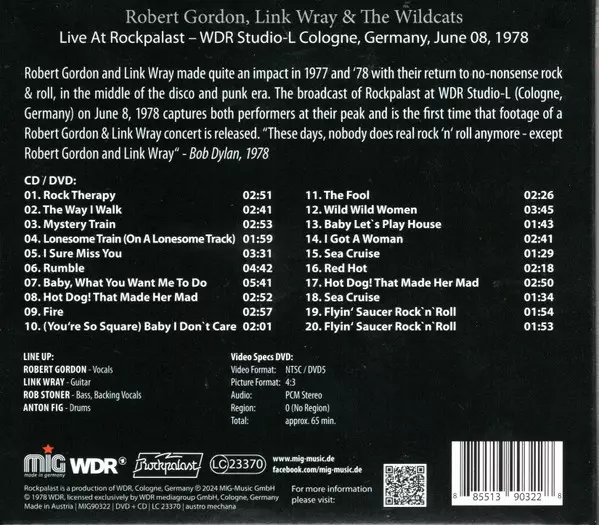 Robert Gordon, Link Wray & The Wildcats
Live At Rockpalast – WDR Studio-L Cologne, Germany, June 08, 1978
Robert Gordon and Link Wray made quite an impact in 1977 and ‘78 with their return to no-nonsense rock
& roll, in the middle of the disco and punk era. The broadcast of Rockpalast at WDR Studio-L (Cologne,
Germany) on June 8, 1978 captures both performers at their peak and is the first time that footage of a
Robert Gordon & Link Wray concert is released. “These days, nobody does real rock ‘n‘ roll anymore - except
Robert Gordon and Link Wray“ - Bob Dylan, 1978
CD / DVD:
01. Rock Therapy 02:51
02. The Way I Walk 02:41
03. Mystery Train 02:53
04. Lonesome Train (On A Lonesome Track) 01:59
05. I Sure Miss You 03:31
06. Rumble 04:42
07. Baby, What You Want Me To Do 05:41
08. Hot Dog! That Made Her Mad 02:52
09. Fire 02:57
10. (You‘re So Square) Baby I Don`t Care 02:01
11. The Fool 02:26
12. Wild Wild Women 03:45
13. Baby Let`s Play House 01:43
14. I Got A Woman 02:41
15. Sea Cruise 01:29
16. Red Hot 02:18
17. Hot Dog! That Made Her Mad 02:50
18. Sea Cruise 01:34
19. Flyin‘ Saucer Rock`n`Roll 01:54
20. Flyin‘ Saucer Rock`n`Roll 01:53
LINE UP:
ROBERT GORDON - Vocals
LINK WRAY - Guitar
ROB STONER - Bass, Backing Vocals
ANTON FIG - Drums
Video Specs DVD:
Video Format: NTSC / DVD5
Picture Format: 4:3
Audio: PCM Stereo
Region: 0 (No Region)
Total: approx. 65 min.
MIG
made in germany
WDR
Rockpalast
LC 23370
www.mig-music.de
facebook.com/mig-music.de
Rockpalast is a production of WDR, Cologne, Germany ℗ 2024 MIG-Music GmbH
© 1978 WDR, licensed exclusively by WDR mediagroup GmbH, Cologne, Germany
Made in Austria | MIG90322 | DVD + CD | LC 23370 | austro mechana
8 85513 90322 8